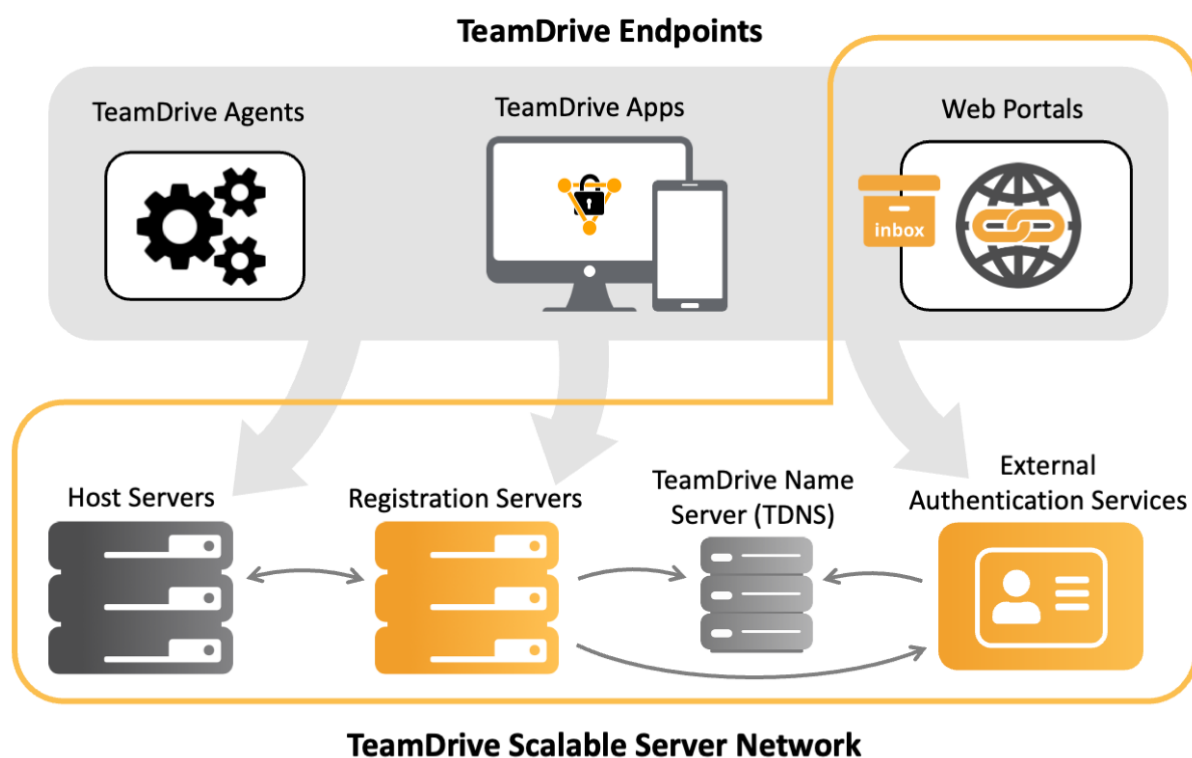 TeamDrive Endpoints
TeamDrive Agents
TeamDrive Apps
Web Portals
inbox
Host Servers
Registration Servers
TeamDrive Name
Server (TDNS)
External
Authentication Services
TeamDrive Scalable Server Network